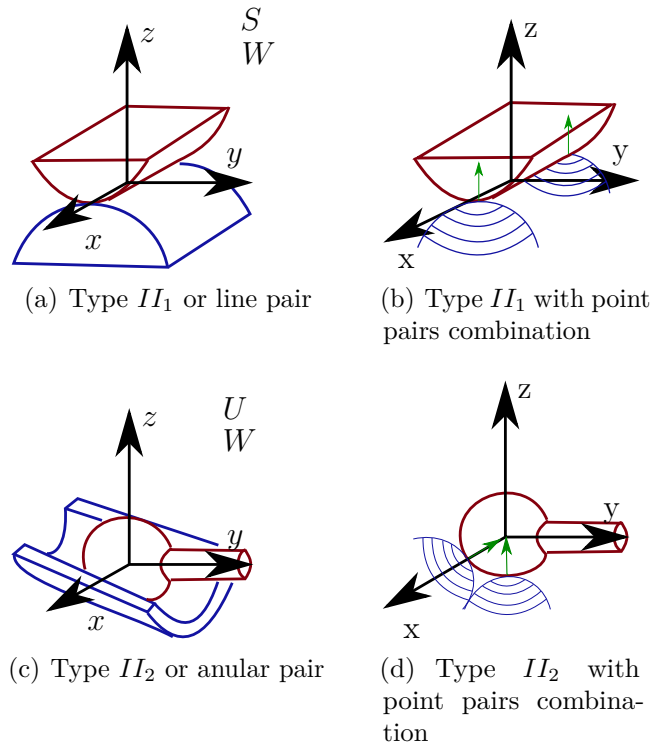 z
S
W
y
x
(a) Type II₁ or line pair
z
y
x
(b) Type II₁ with point
pairs combination
z
U
W
y
x
(c) Type II₂ or anular pair
z
y
x
(d) Type II₂ with
point pairs combina-
tion